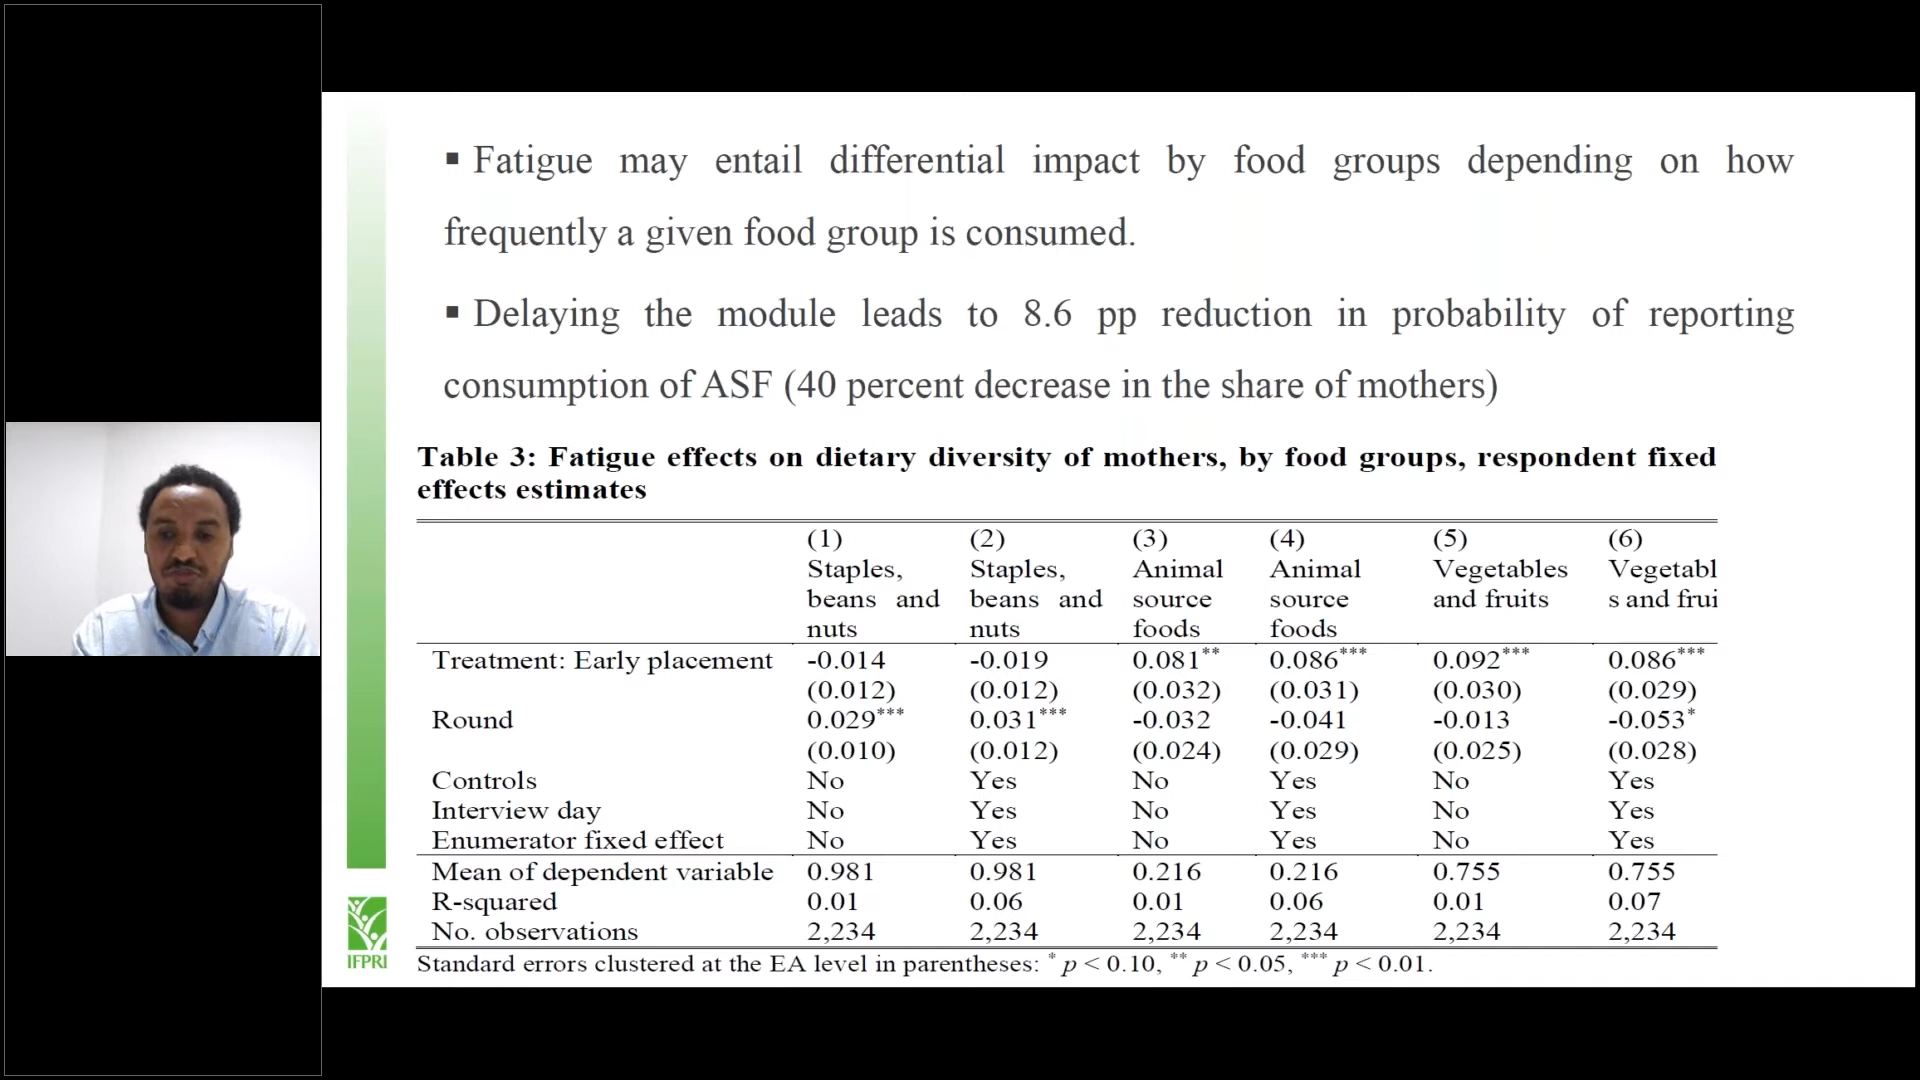 ▪ Fatigue may entail differential impact by food groups depending on how
frequently a given food group is consumed.
▪ Delaying the module leads to 8.6 pp reduction in probability of reporting
consumption of ASF (40 percent decrease in the share of mothers)
Table 3: Fatigue effects on dietary diversity of mothers, by food groups, respondent fixed
effects estimates
(1) (2) (3) (4) (5) (6)
Staples, Staples, Animal Animal Vegetables Vegetabl
beans and beans and source source and fruits s and frui
nuts nuts foods foods
Treatment: Early placement -0.014 -0.019 0.081** 0.086*** 0.092*** 0.086***
(0.012) (0.012) (0.032) (0.031) (0.030) (0.029)
Round 0.029*** 0.031*** -0.032 -0.041 -0.013 -0.053*
(0.010) (0.012) (0.024) (0.029) (0.025) (0.028)
Controls No Yes No Yes No Yes
Interview day No Yes No Yes No Yes
Enumerator fixed effect No Yes No Yes No Yes
Mean of dependent variable 0.981 0.981 0.216 0.216 0.755 0.755
R-squared 0.01 0.06 0.01 0.06 0.01 0.07
No. observations 2,234 2,234 2,234 2,234 2,234 2,234
Standard errors clustered at the EA level in parentheses: * p < 0.10, ** p < 0.05, *** p < 0.01.
IFPRI